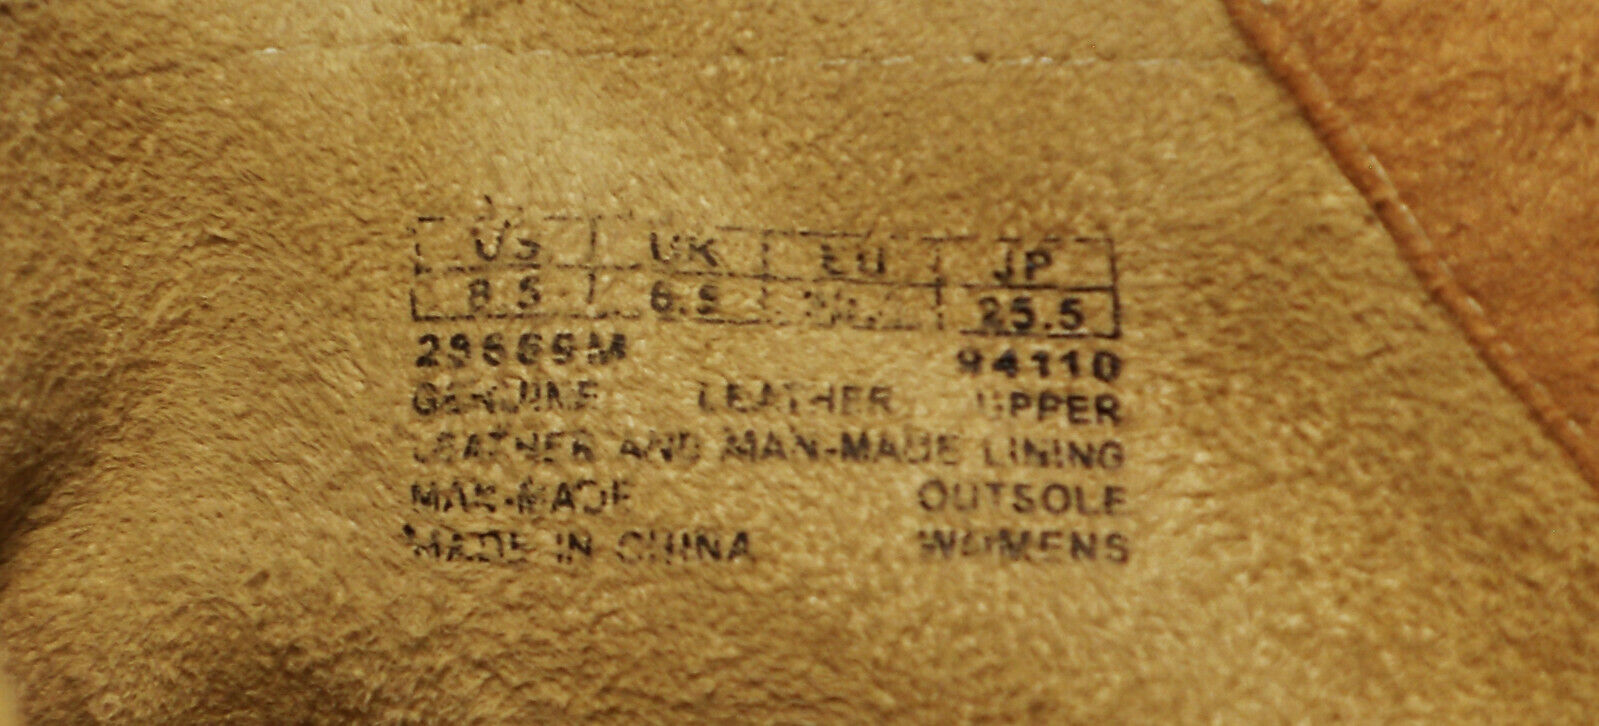 US UK EU JP
8.5 6.5 25.5
94110
GENUINE LEATHER UPPER
LEATHER AND MAN-MADE LINING
MAN-MADE OUTSOLE
MADE IN CHINA WOMENS